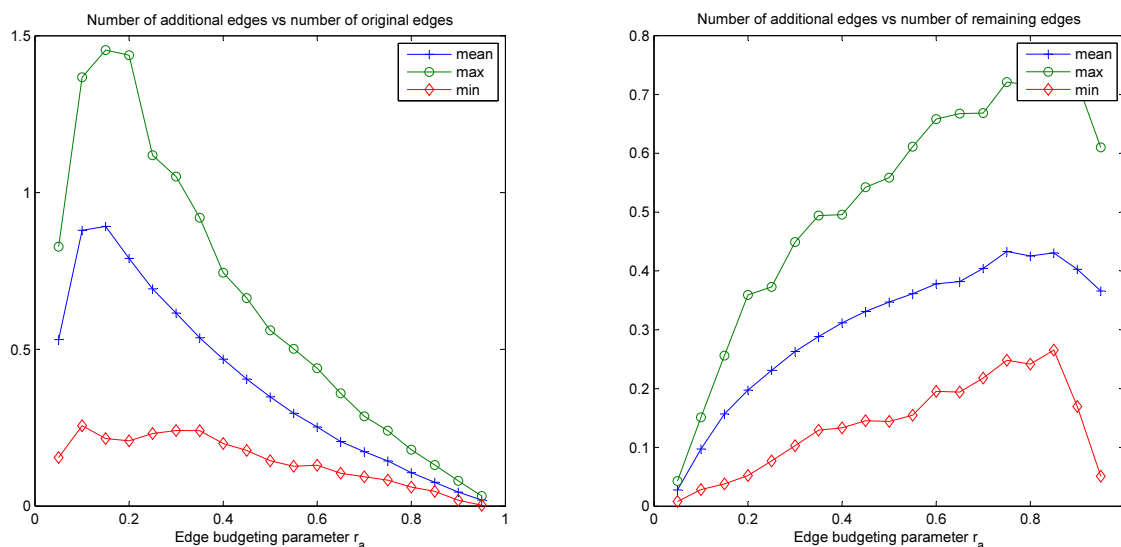 Number of additional edges vs number of original edges
1.5
1
0.5
0
0
0.2
0.4
0.6
0.8
1
mean
max
min
Edge budgeting parameter r_a
Number of additional edges vs number of remaining edges
0.8
0.7
0.6
0.5
0.4
0.3
0.2
0.1
0
0
0.2
0.4
0.6
0.8
1
mean
max
min
Edge budgeting parameter r_a